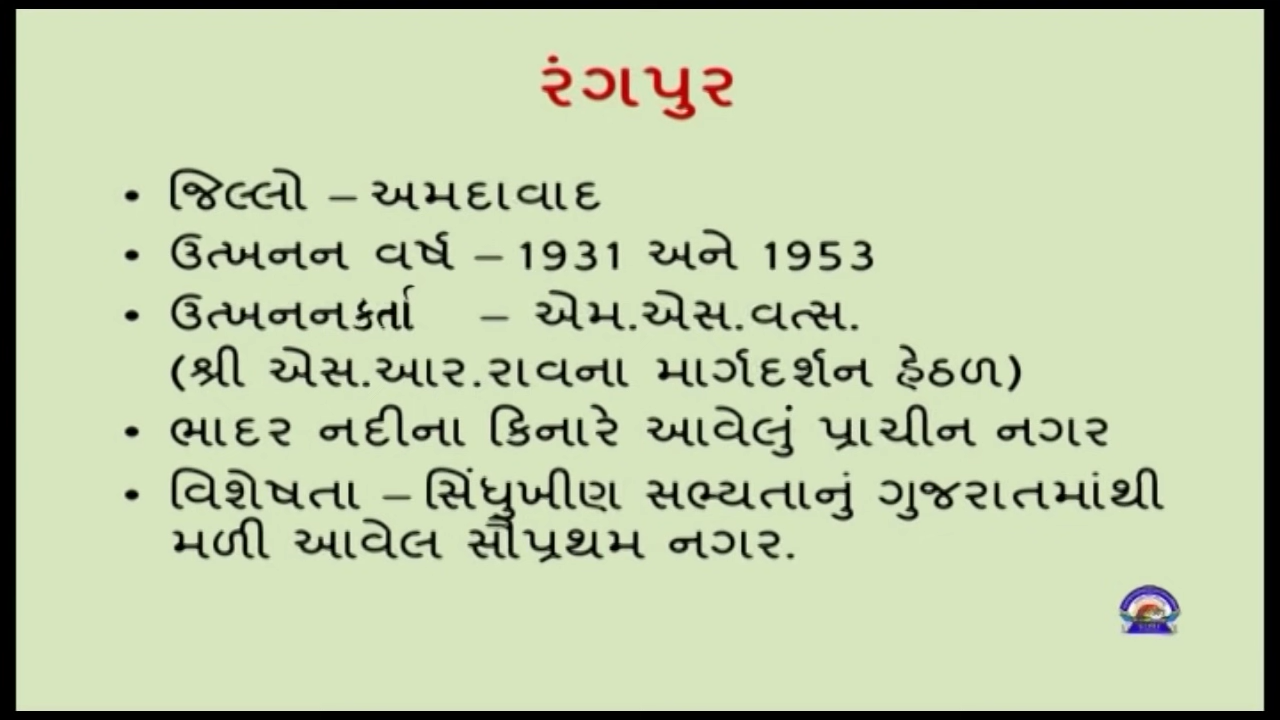 રંગપુર
• જિલ્લો – અમદાવાદ
• ઉત્ખનન વર્ષ – 1931 અને 1953
• ઉત્ખનનકર્તા – એમ.એસ.વત્સ.
(શ્રી એસ.આર.રાવના માર્ગદર્શન હેઠળ)
• ભાદર નદીના કિનારે આવેલું પ્રાચીન નગર
• વિશેષતા – સિંધુખીણ સભ્યતાનું ગુજરાતમાંથી
મળી આવેલ સૌપ્રથમ નગર.